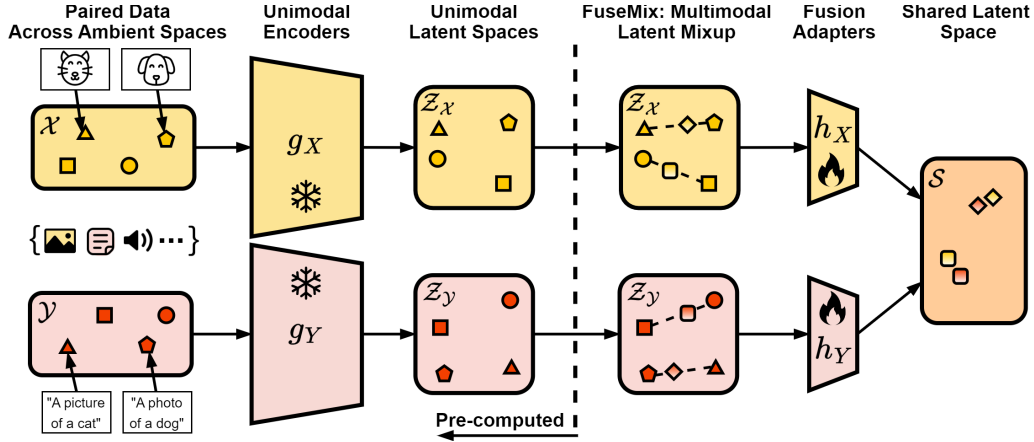 Paired Data
Across Ambient Spaces
Unimodal
Encoders
Unimodal
Latent Spaces
FuseMix: Multimodal
Latent Mixup
Fusion
Adapters
Shared Latent
Space
𝒳
g_X
𝒵_𝒳
𝒵_𝒳
h_X
𝒮
{ ... }
𝒴
g_Y
𝒵_𝒴
𝒵_𝒴
h_Y
"A picture
of a cat"
"A photo
of a dog"
Pre-computed